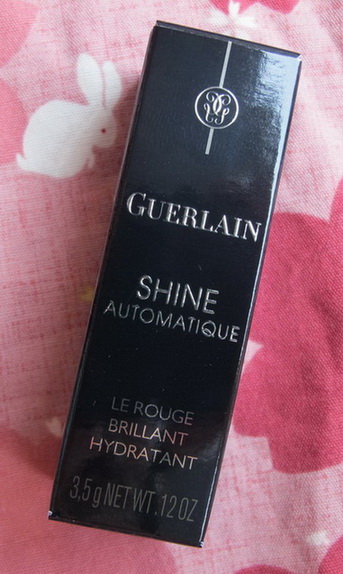 GUERLAIN
SHINE
AUTOMATIQUE
LE ROUGE
BRILLANT
HYDRATANT
3,5 g NET WT. .12 OZ